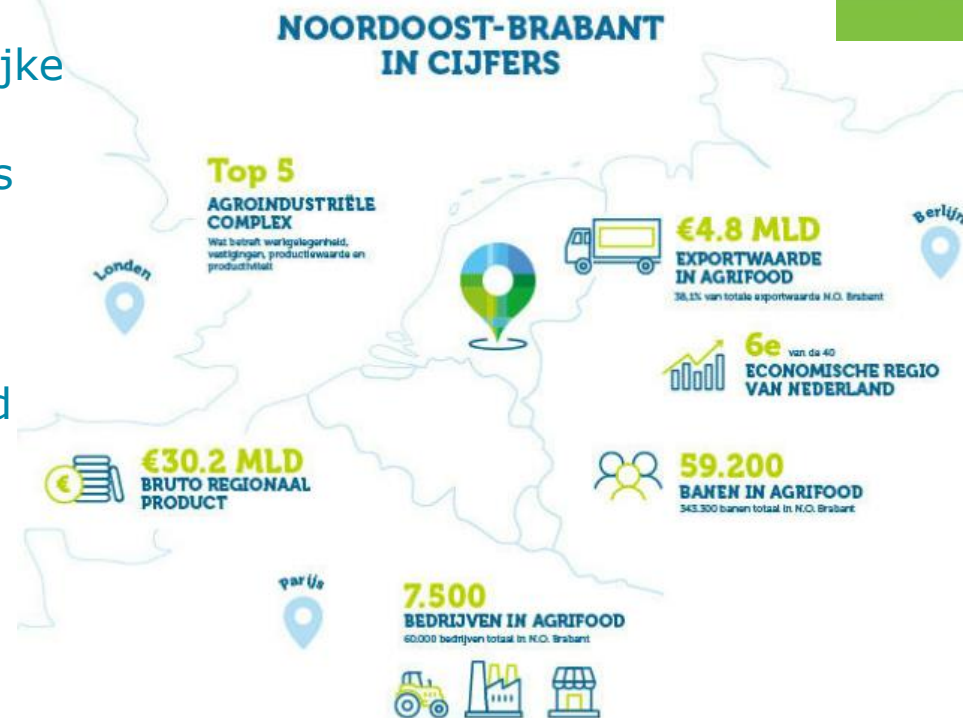 NOORDOOST-BRABANT
IN CIJFERS
ijke
s
d
Top 5
AGROINDUSTRIËLE
COMPLEX
Wat betreft werkgelegenheid,
vestigingen, productiewaarde en
productiviteit
Londen
€4.8 MLD
EXPORTWAARDE
IN AGRIFOOD
38,1% van totale exportwaarde N.O. Brabant
Berlijn
6e van de 40
ECONOMISCHE REGIO
VAN NEDERLAND
€30.2 MLD
BRUTO REGIONAAL
PRODUCT
€
59.200
BANEN IN AGRIFOOD
343.300 banen totaal in N.O. Brabant
Parijs
7.500
BEDRIJVEN IN AGRIFOOD
60.000 bedrijven totaal in N.O. Brabant